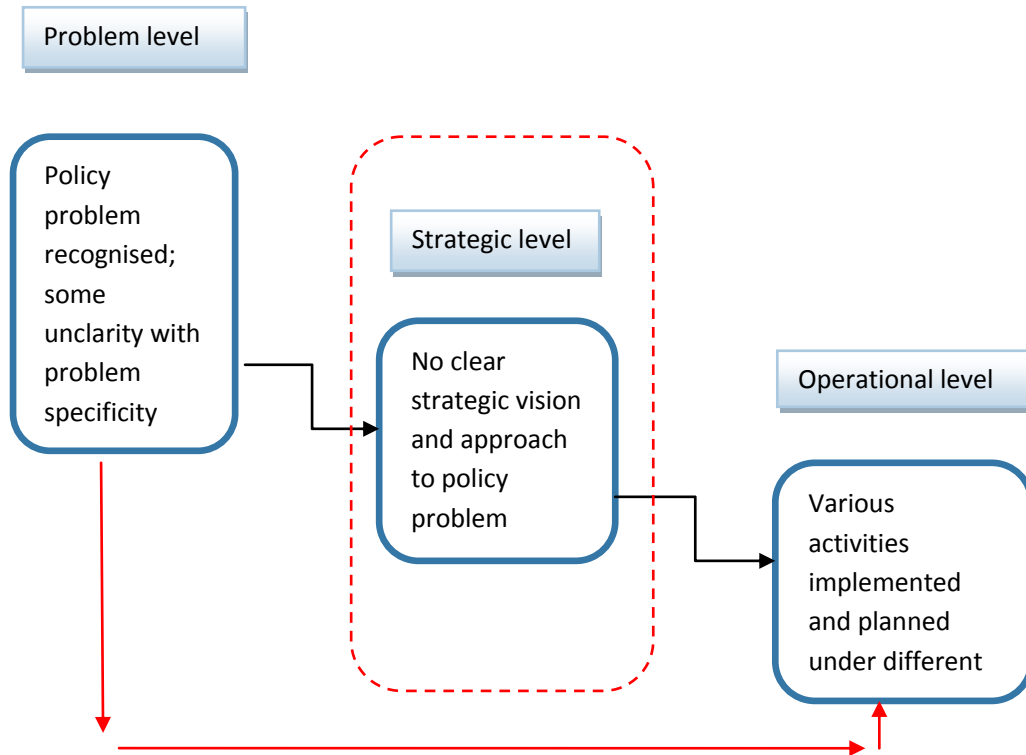 Problem level
Policy
problem
recognised;
some
unclarity with
problem
specificity
Strategic level
No clear
strategic vision
and approach
to policy
problem
Operational level
Various
activities
implemented
and planned
under different